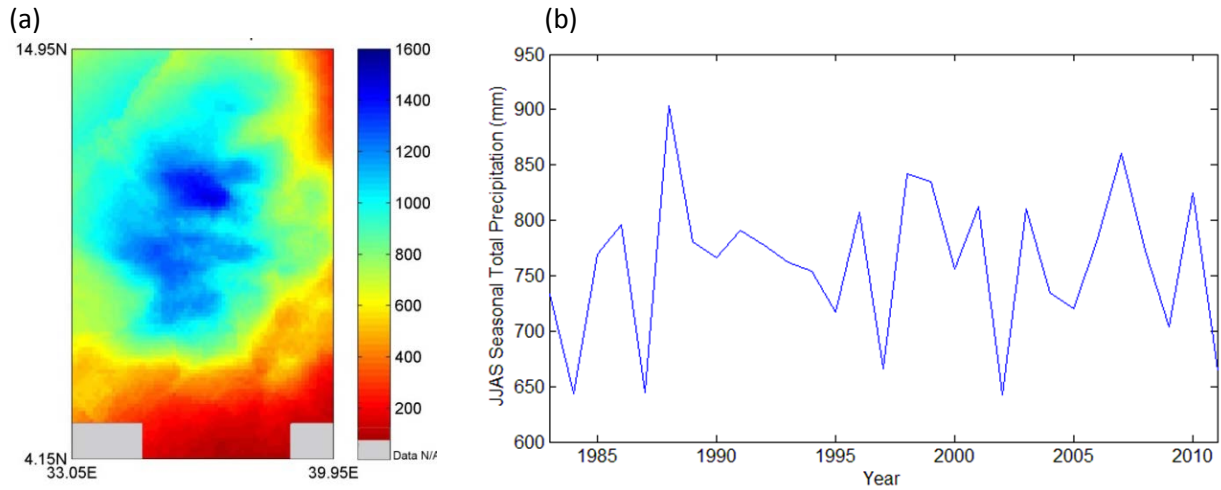 (a)
14.95N
4.15N
33.05E
39.95E
1600
1400
1200
1000
800
600
400
200
Data N/A
(b)
JJAS Seasonal Total Precipitation (mm)
950
900
850
800
750
700
650
600
1985
1990
1995
2000
2005
2010
Year